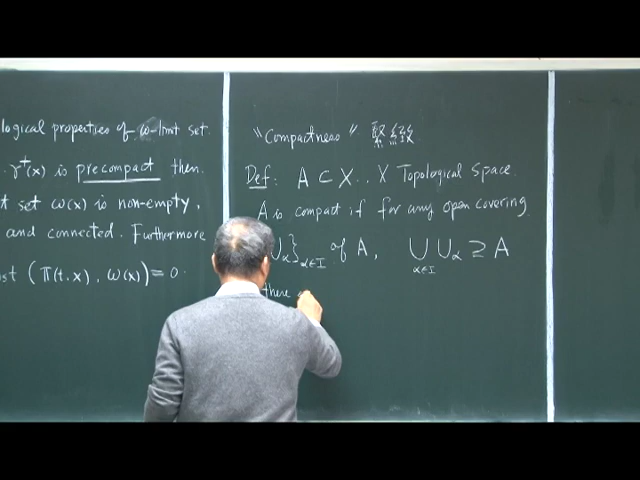 logical properties of ω-limit set.
γ⁺(x) is precompact then.
t set ω(x) is non-empty,
and connected. Furthermore
st (π(t,x), ω(x)) = 0.
"Compactness" 緊緻
Def: A ⊂ X.. X Topological Space.
A is compact if for any open covering
U_α}_{α∈I} of A, ⋃_{α∈I} U_α ⊇ A
there